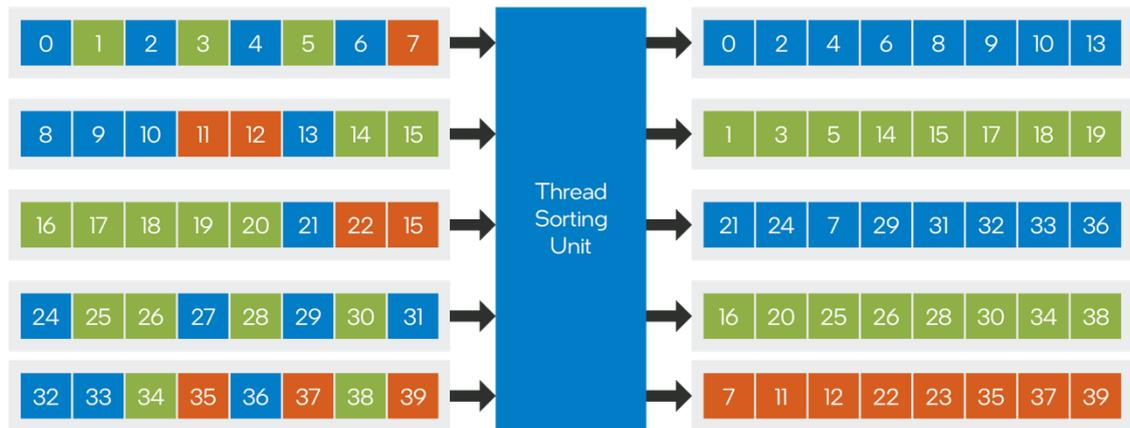 0 1 2 3 4 5 6 7
8 9 10 11 12 13 14 15
16 17 18 19 20 21 22 15
24 25 26 27 28 29 30 31
32 33 34 35 36 37 38 39
Thread
Sorting
Unit
0 2 4 6 8 9 10 13
1 3 5 14 15 17 18 19
21 24 7 29 31 32 33 36
16 20 25 26 28 30 34 38
7 11 12 22 23 35 37 39